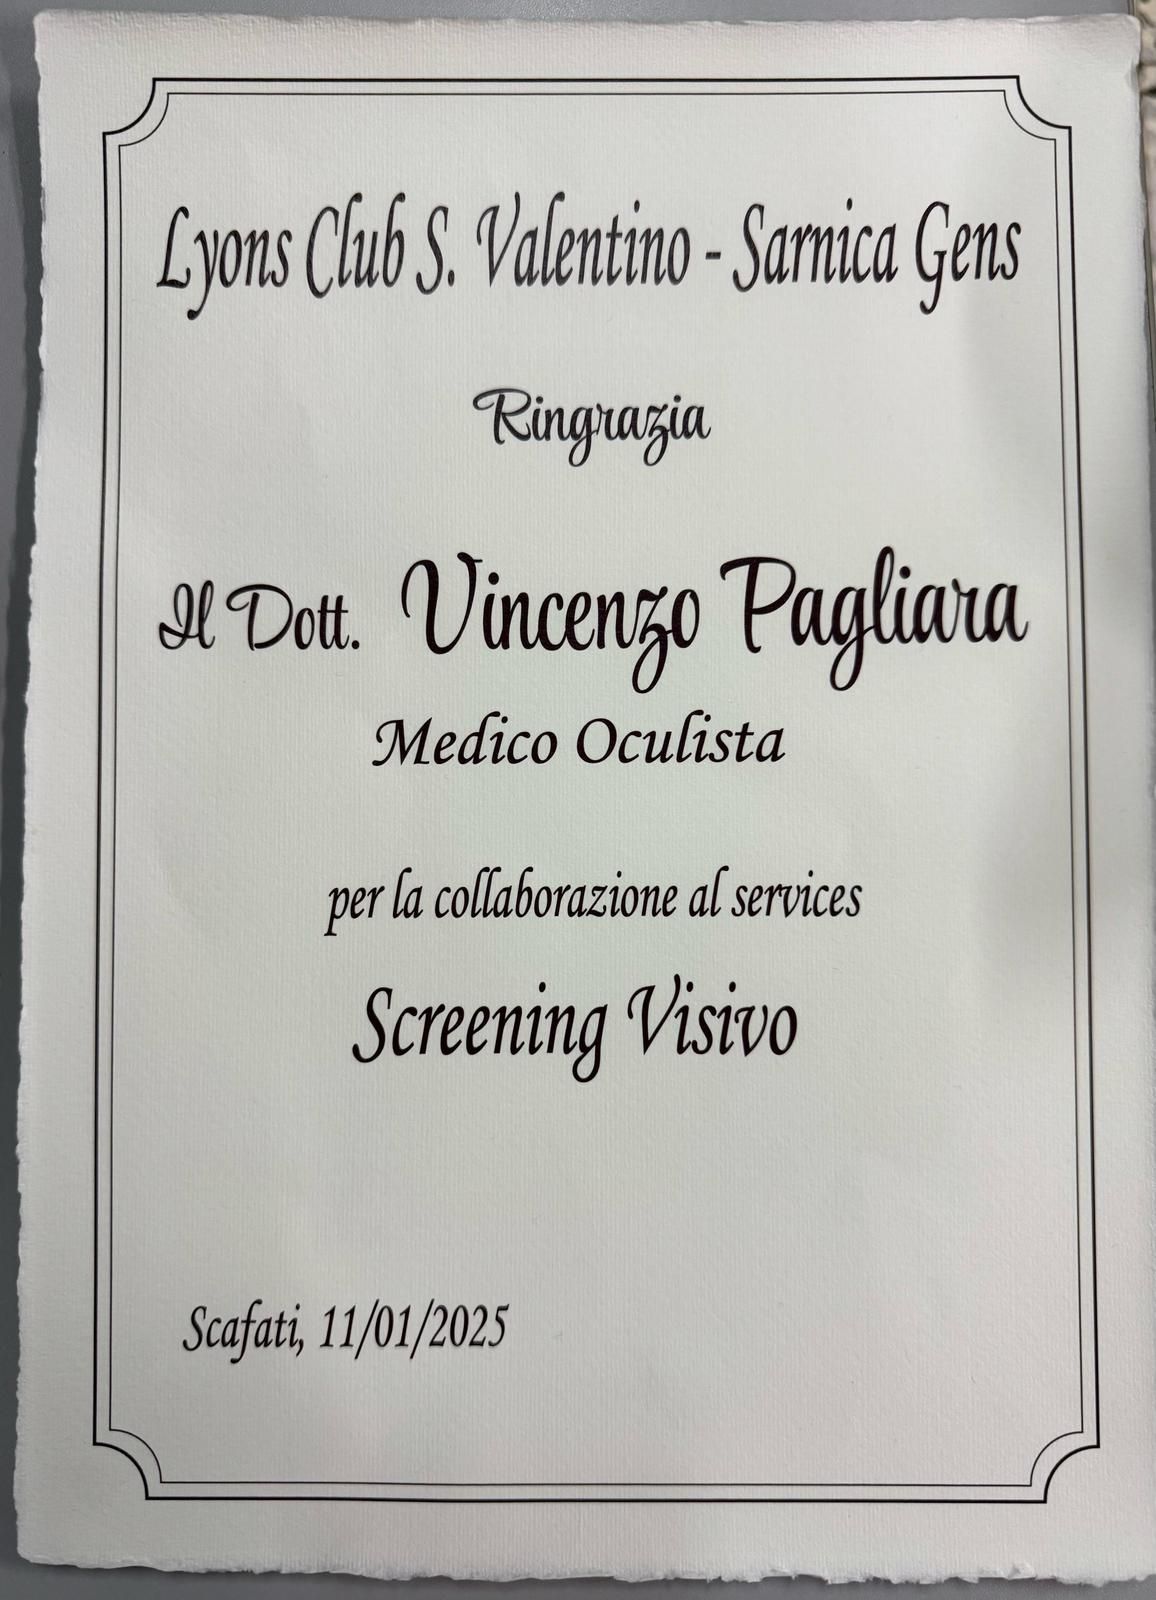 Lyons Club S. Valentino - Sarnica Gens
Ringrazia
Il Dott. Vincenzo Pagliara
Medico Oculista
per la collaborazione al services
Screening Visivo
Scafati, 11/01/2025